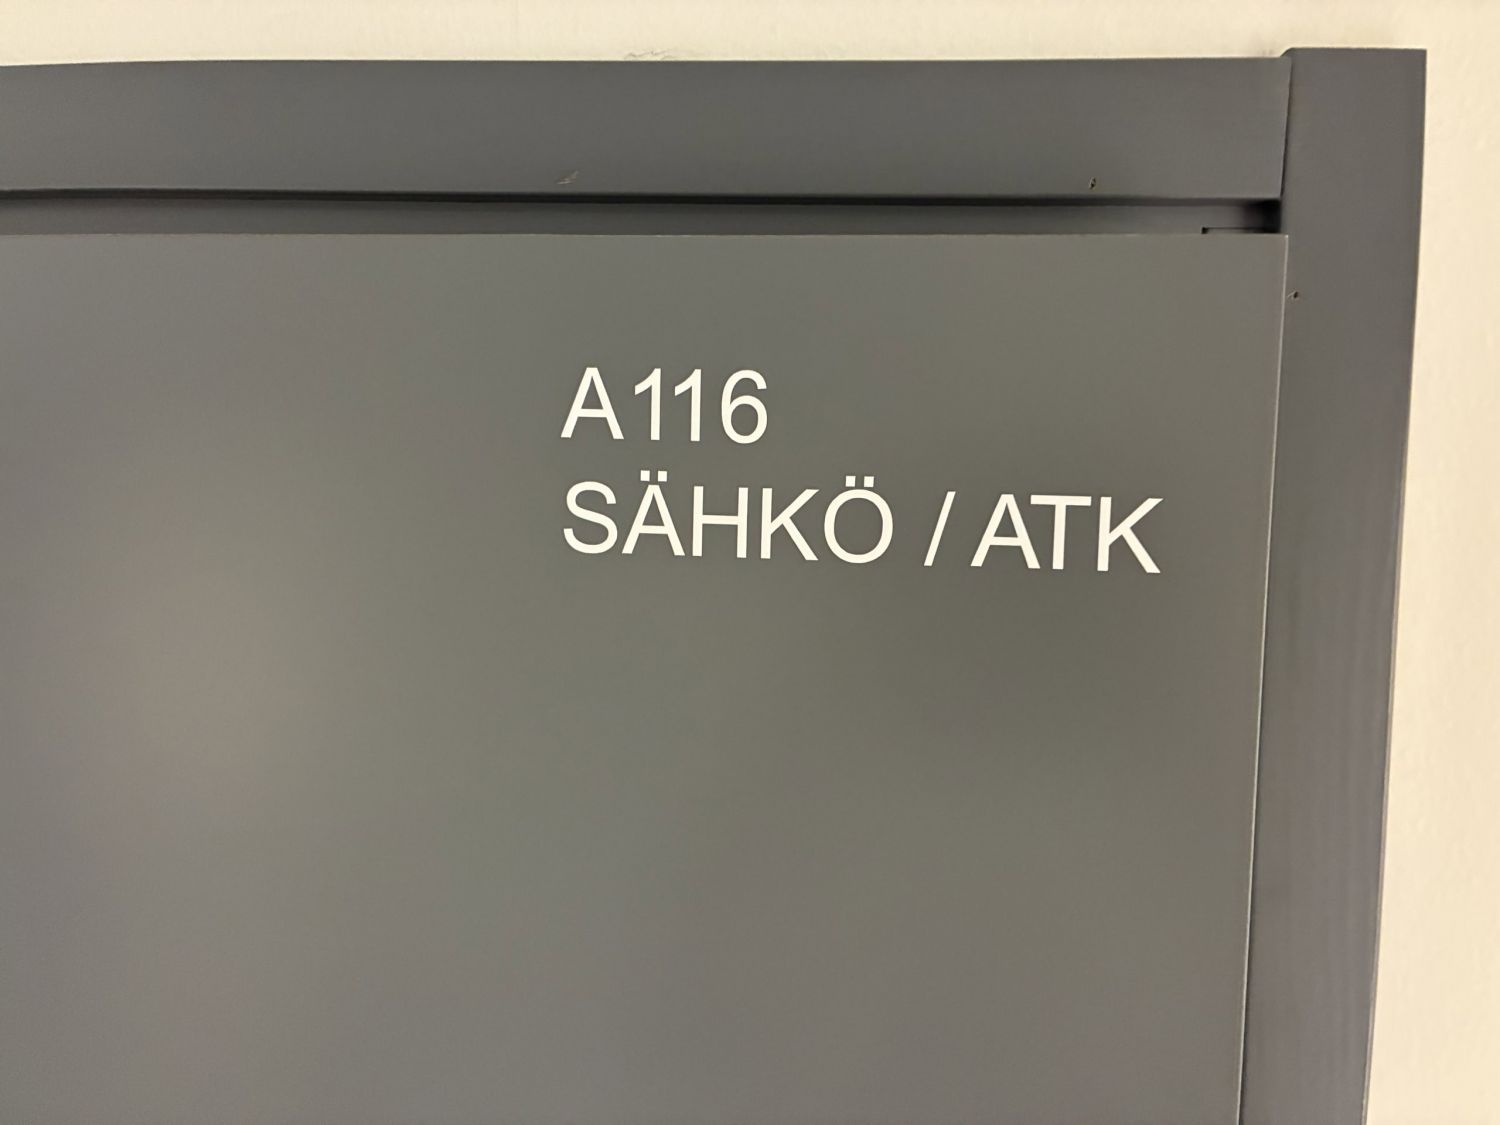 A116
SÄHKÖ / ATK